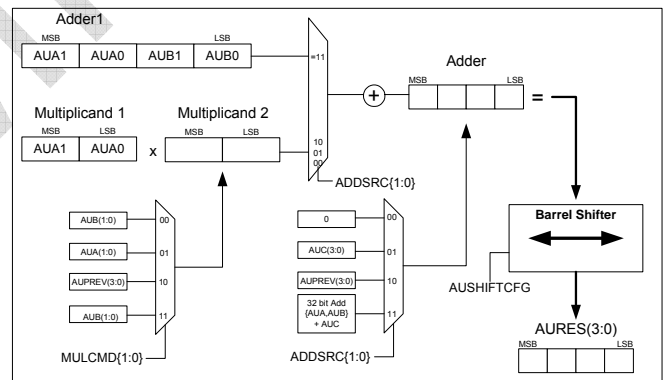 Adder1
MSB LSB
AUA1 AUA0 AUB1 AUB0
=11
Adder
MSB LSB
+ =
Multiplicand 1 Multiplicand 2
MSB LSB MSB LSB
AUA1 AUA0 x
10
01
00
ADDSRC{1:0}
AUB(1:0) 00
AUA(1:0) 01
AUPREV(3:0) 10
AUB(1:0) 11
MULCMD{1:0}
0 00
AUC(3:0) 01
AUPREV(3:0) 10
32 bit Add
{AUA,AUB}
+ AUC
11
ADDSRC{1:0}
Barrel Shifter
AUSHIFTCFG
AURES(3:0)
MSB LSB